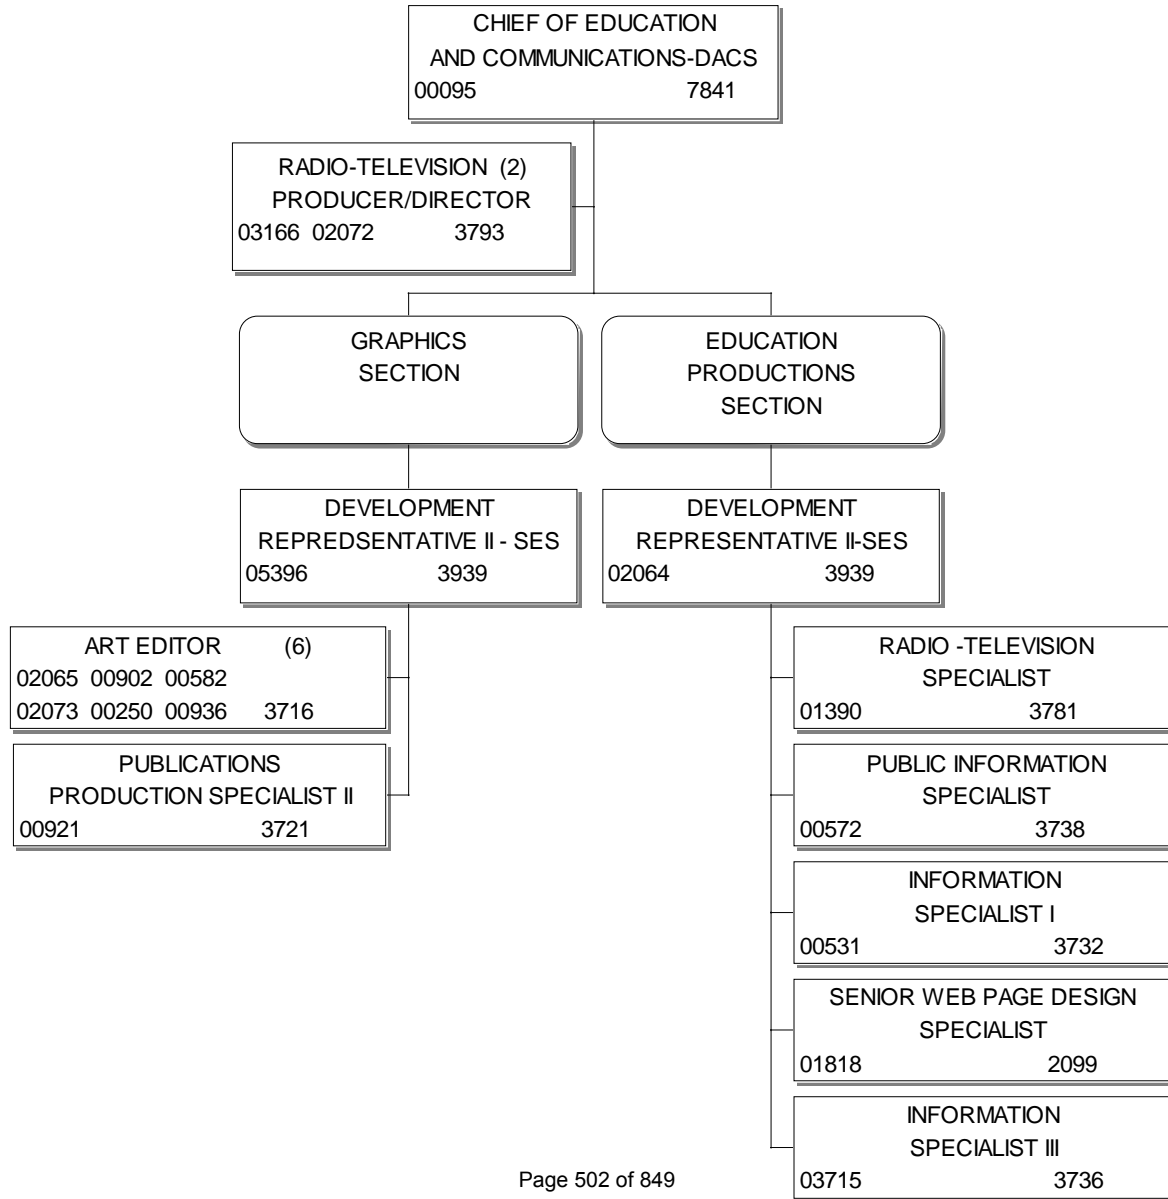 CHIEF OF EDUCATION
AND COMMUNICATIONS-DACS
00095 7841
RADIO-TELEVISION (2)
PRODUCER/DIRECTOR
03166 02072 3793
GRAPHICS
SECTION
EDUCATION
PRODUCTIONS
SECTION
DEVELOPMENT
REPREDSENTATIVE II - SES
05396 3939
DEVELOPMENT
REPRESENTATIVE II-SES
02064 3939
ART EDITOR (6)
02065 00902 00582
02073 00250 00936 3716
PUBLICATIONS
PRODUCTION SPECIALIST II
00921 3721
RADIO -TELEVISION
SPECIALIST
01390 3781
PUBLIC INFORMATION
SPECIALIST
00572 3738
INFORMATION
SPECIALIST I
00531 3732
SENIOR WEB PAGE DESIGN
SPECIALIST
01818 2099
INFORMATION
SPECIALIST III
03715 3736
Page 502 of 849